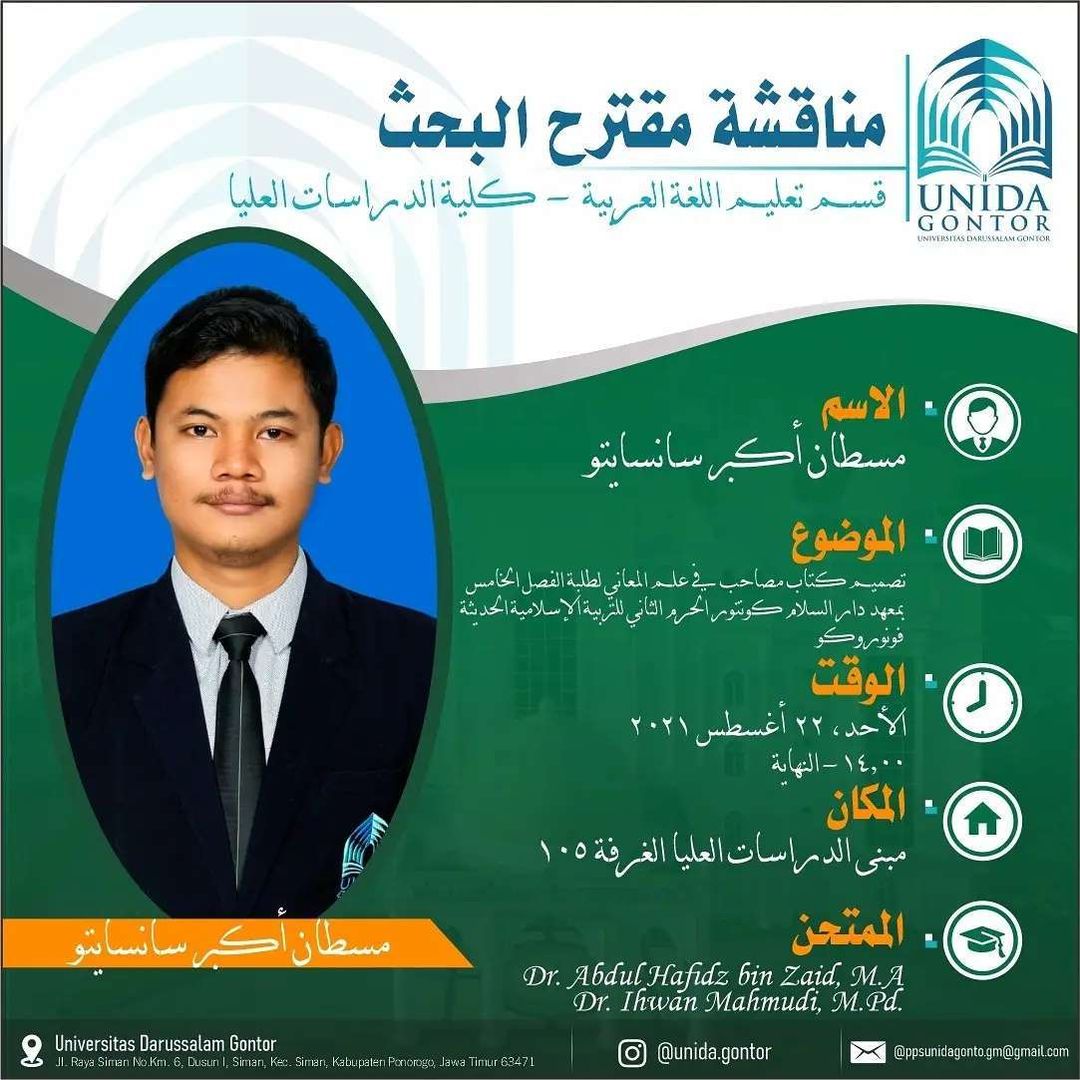 مناقشة مقترح البحث
قسم تعليم اللغة العربية - كلية الدراسات العليا
UNIDA
GONTOR
UNIVERSITAS DARUSSALAM GONTOR
الاسم
مسطان أكبر سانسايتو
الموضوع
تصميم كتاب مصاحب في علم المعاني لطلبة الفصل الخامس
بمعهد دار السلام كونتور الحرم الثاني للتربية الإسلامية الحديثة
فونوروكو
الوقت
الأحد، ٢٢ أغسطس ٢٠٢١
١٤,٠٠ - النهاية
المكان
مبنى الدراسات العليا الغرفة ١٠٥
الممتحن
Dr. Abdul Hafidz bin Zaid, M.A
Dr. Ihwan Mahmudi, M.Pd.
مسطان أكبر سانسايتو
Universitas Darussalam Gontor
Jl. Raya Siman No.Km. 6, Dusun I, Siman, Kec. Siman, Kabupaten Ponorogo, Jawa Timur 63471
@unida.gontor
@ppsunidagonto.gm@gmail.com